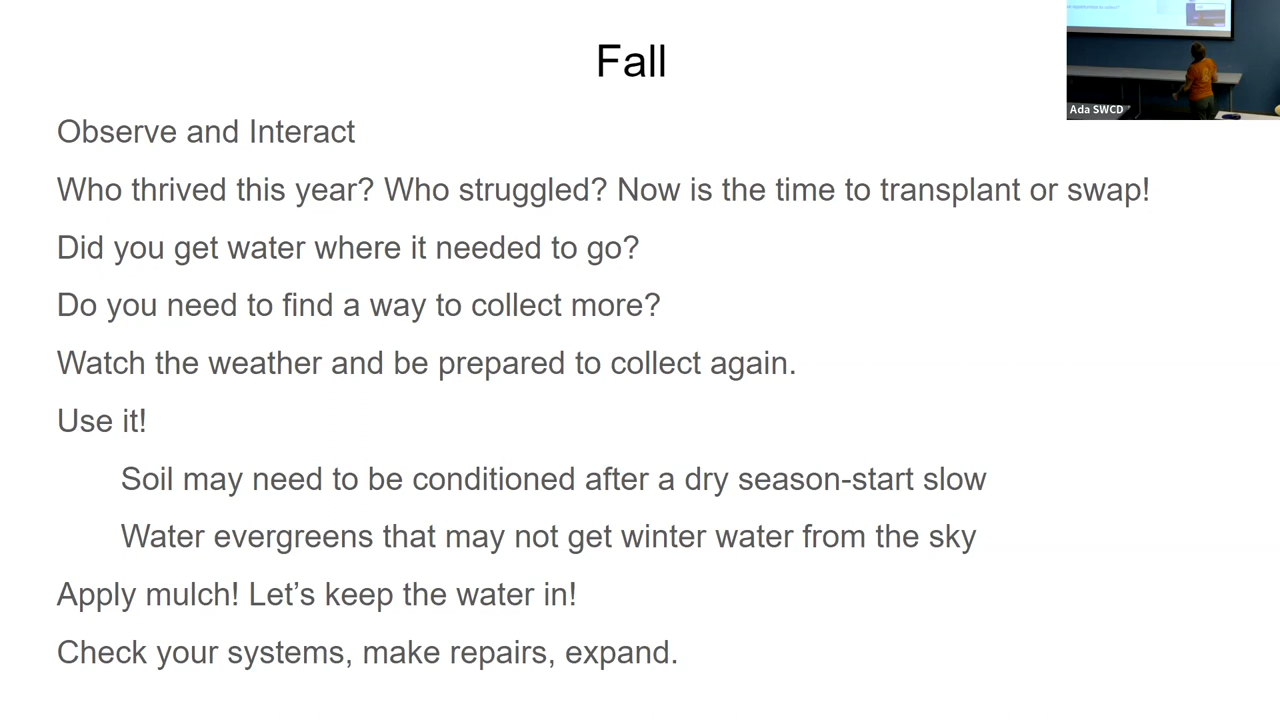 Fall
Observe and Interact
Who thrived this year? Who struggled? Now is the time to transplant or swap!
Did you get water where it needed to go?
Do you need to find a way to collect more?
Watch the weather and be prepared to collect again.
Use it!
Soil may need to be conditioned after a dry season-start slow
Water evergreens that may not get winter water from the sky
Apply mulch! Let’s keep the water in!
Check your systems, make repairs, expand.
Ada SWCD